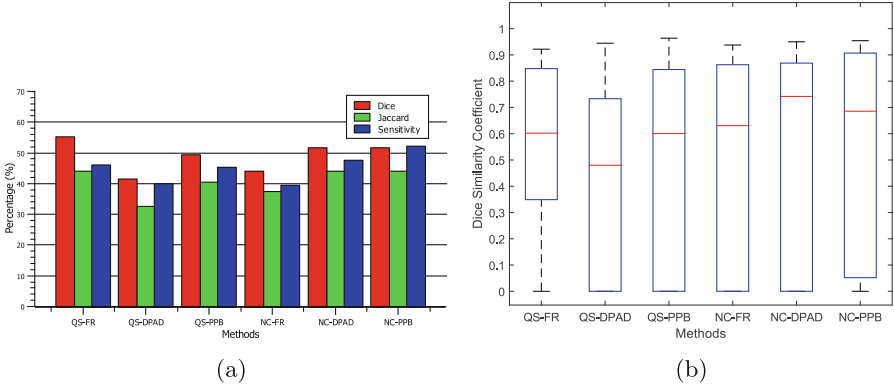 70
60
50
40
30
20
10
0
Percentage (%)
Dice
Jaccard
Sensitivity
QS-FR QS-DPAD QS-PPB NC-FR NC-DPAD NC-PPB
Methods
(a)
1
0.9
0.8
0.7
0.6
0.5
0.4
0.3
0.2
0.1
0
Dice Similarity Coefficient
QS-FR QS-DPAD QS-PPB NC-FR NC-DPAD NC-PPB
Methods
(b)